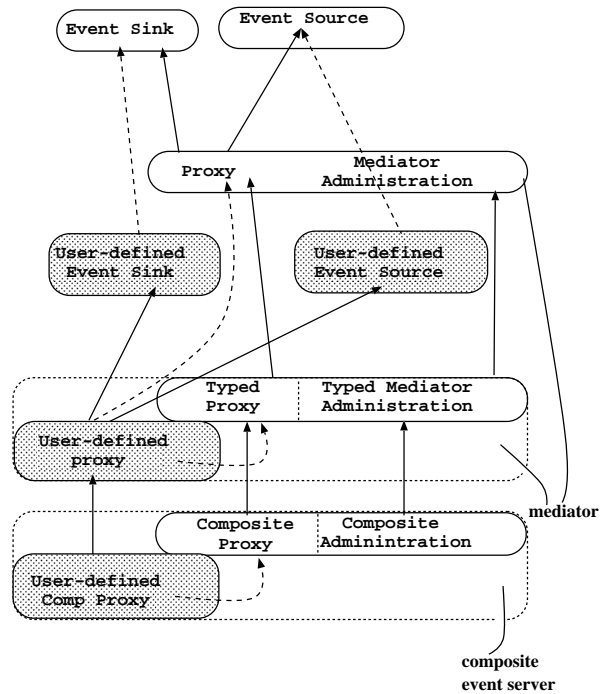 Event Sink
Event Source
Proxy
Mediator
Administration
User-defined
Event Sink
User-defined
Event Source
Typed
Proxy
Typed Mediator
Administration
User-defined
proxy
mediator
Composite
Proxy
Composite
Adminintration
User-defined
Comp Proxy
composite
event server